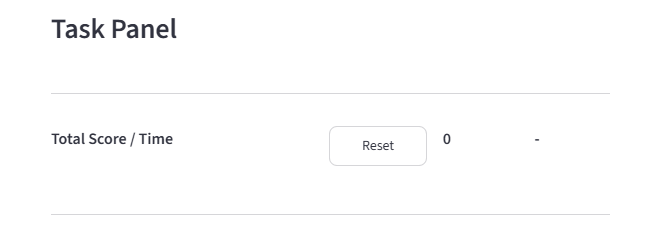 Task Panel
Total Score / Time Reset 0 -